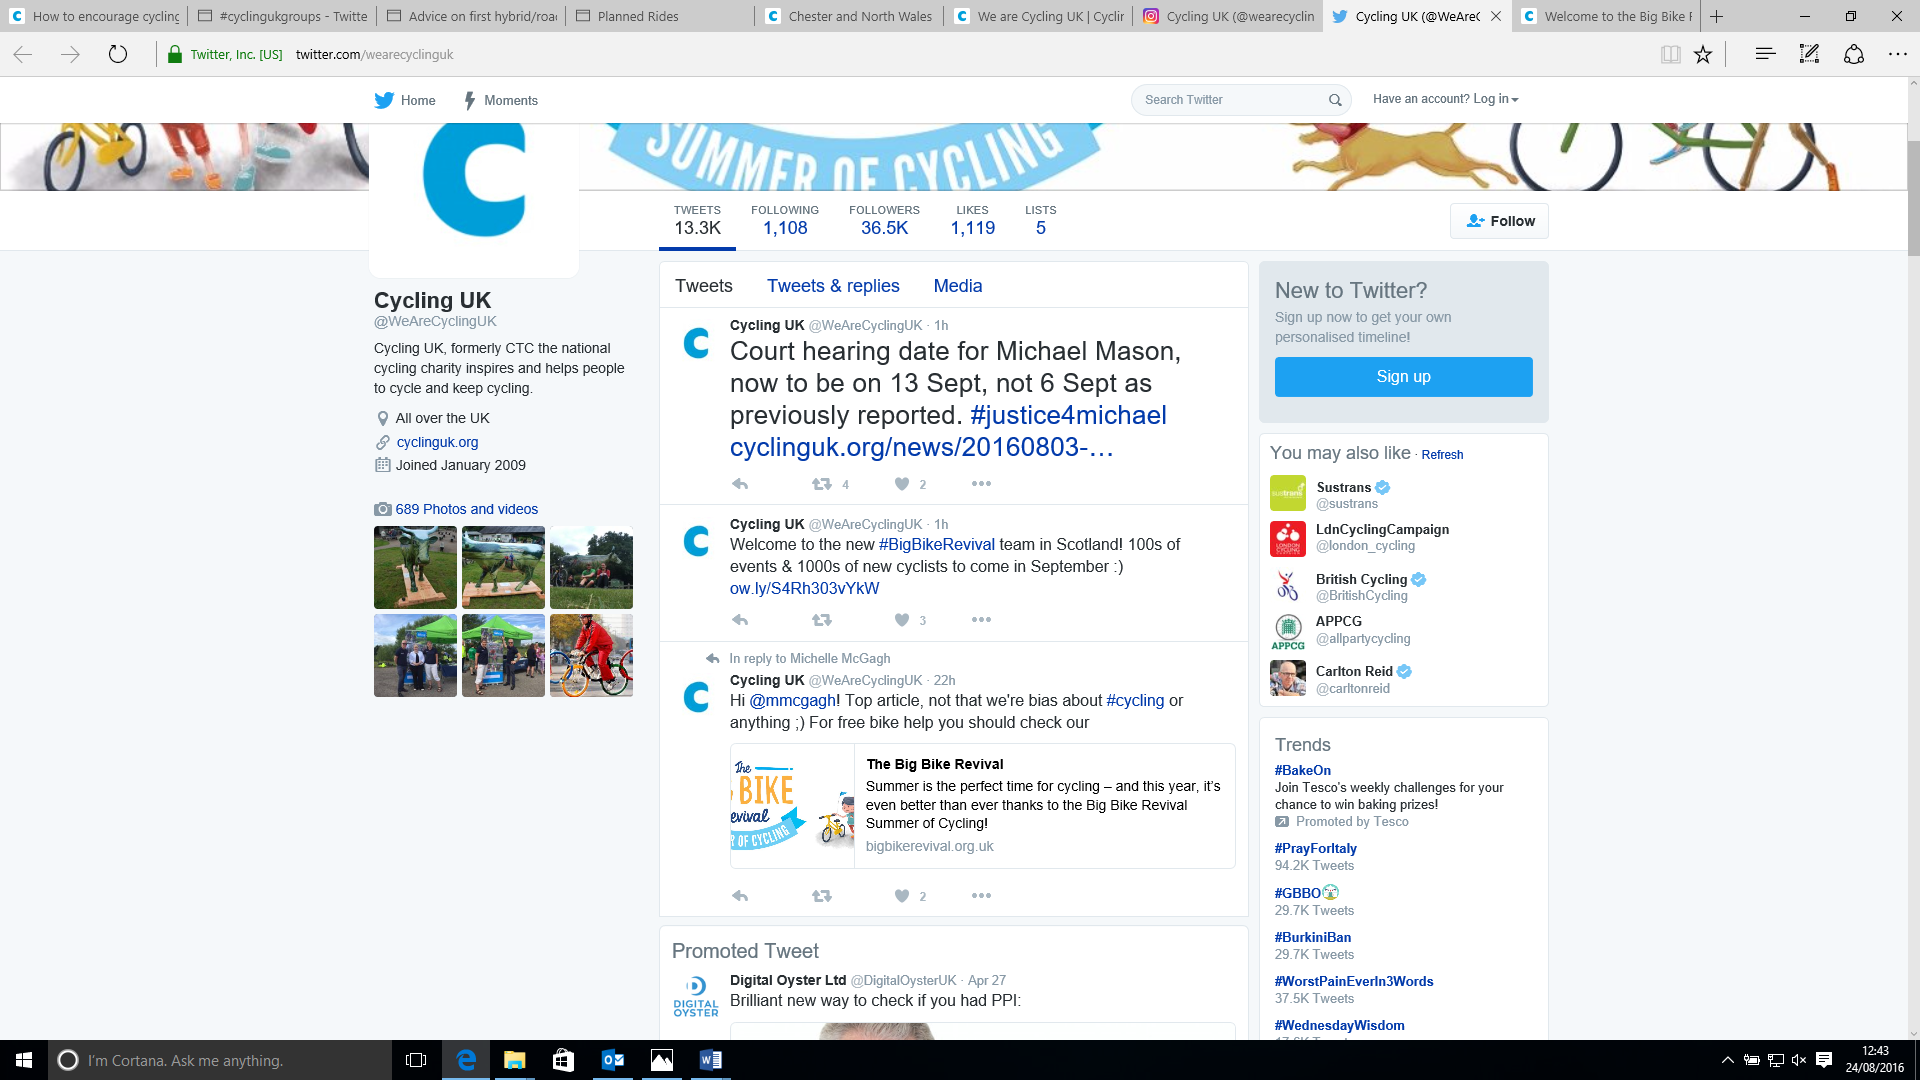 How to encourage cycling
#cyclingukgroups - Twitte
Advice on first hybrid/road
Planned Rides
Chester and North Wales
We are Cycling UK | Cyclin
Cycling UK (@wearecyclin
Cycling UK (@WeAreC
Welcome to the Big Bike R
Twitter, Inc. [US] twitter.com/wearecyclinguk
Home Moments
Search Twitter
Have an account? Log in
SUMMER OF CYCLING
TWEETS FOLLOWING FOLLOWERS LIKES LISTS
13.3K 1,108 36.5K 1,119 5
Follow
Cycling UK
@WeAreCyclingUK
Cycling UK, formerly CTC the national
cycling charity inspires and helps people
to cycle and keep cycling.
All over the UK
cyclinguk.org
Joined January 2009
689 Photos and videos
Tweets Tweets & replies Media
Cycling UK @WeAreCyclingUK · 1h
Court hearing date for Michael Mason,
now to be on 13 Sept, not 6 Sept as
previously reported. #justice4michael
cyclinguk.org/news/20160803-…
4 2
Cycling UK @WeAreCyclingUK · 1h
Welcome to the new #BigBikeRevival team in Scotland! 100s of
events & 1000s of new cyclists to come in September :)
ow.ly/S4Rh303vYkW
3
In reply to Michelle McGagh
Cycling UK @WeAreCyclingUK · 22h
Hi @mmcgagh! Top article, not that we're bias about #cycling or
anything ;) For free bike help you should check our
The
BIKE
evival
R OF CYCLING
The Big Bike Revival
Summer is the perfect time for cycling – and this year, it's
even better than ever thanks to the Big Bike Revival
Summer of Cycling!
bigbikerevival.org.uk
2
Promoted Tweet
DIGITAL
OYSTER
Digital Oyster Ltd @DigitalOysterUK · Apr 27
Brilliant new way to check if you had PPI:
New to Twitter?
Sign up now to get your own
personalised timeline!
Sign up
You may also like · Refresh
sustrans
Sustrans
@sustrans
LONDON
CYCLING
LdnCyclingCampaign
@london_cycling
British Cycling
@BritishCycling
APPCG
APPCG
@allpartycycling
Carlton Reid
@carltonreid
Trends
#BakeOn
Join Tesco's weekly challenges for your
chance to win baking prizes!
Promoted by Tesco
#PrayForItaly
94.2K Tweets
#GBBO
29.7K Tweets
#BurkiniBan
29.7K Tweets
#WorstPainEverIn3Words
37.5K Tweets
#WednesdayWisdom
I'm Cortana. Ask me anything.
12:43
24/08/2016